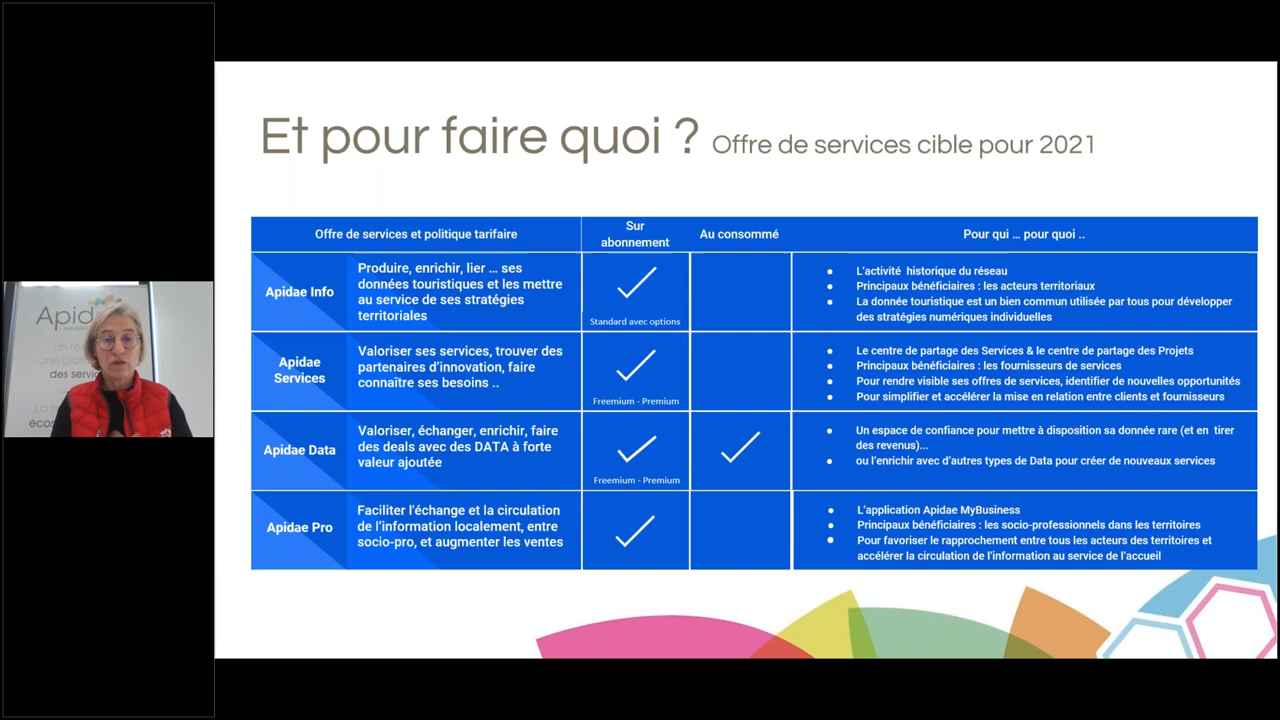 Et pour faire quoi ? Offre de services cible pour 2021
Offre de services et politique tarifaire
Sur
abonnement
Au consommé
Pour qui … pour quoi ..
Apidae Info
Produire, enrichir, lier … ses
données touristiques et les mettre
au service de ses stratégies
territoriales
Standard avec options
L'activité historique du réseau
Principaux bénéficiaires : les acteurs territoriaux
La donnée touristique est un bien commun utilisée par tous pour développer
des stratégies numériques individuelles
Apidae
Services
Valoriser ses services, trouver des
partenaires d'innovation, faire
connaître ses besoins ..
Freemium - Premium
Le centre de partage des Services & le centre de partage des Projets
Principaux bénéficiaires : les fournisseurs de services
Pour rendre visible ses offres de services, identifier de nouvelles opportunités
Pour simplifier et accélérer la mise en relation entre clients et fournisseurs
Apidae Data
Valoriser, échanger, enrichir, faire
des deals avec des DATA à forte
valeur ajoutée
Freemium - Premium
Un espace de confiance pour mettre à disposition sa donnée rare (et en tirer
des revenus)...
ou l'enrichir avec d'autres types de Data pour créer de nouveaux services
Apidae Pro
Faciliter l'échange et la circulation
de l'information localement, entre
socio-pro, et augmenter les ventes
L'application Apidae MyBusiness
Principaux bénéficiaires : les socio-professionnels dans les territoires
Pour favoriser le rapprochement entre tous les acteurs des territoires et
accélérer la circulation de l'information au service de l'accueil
Apid
Un
une
des
La